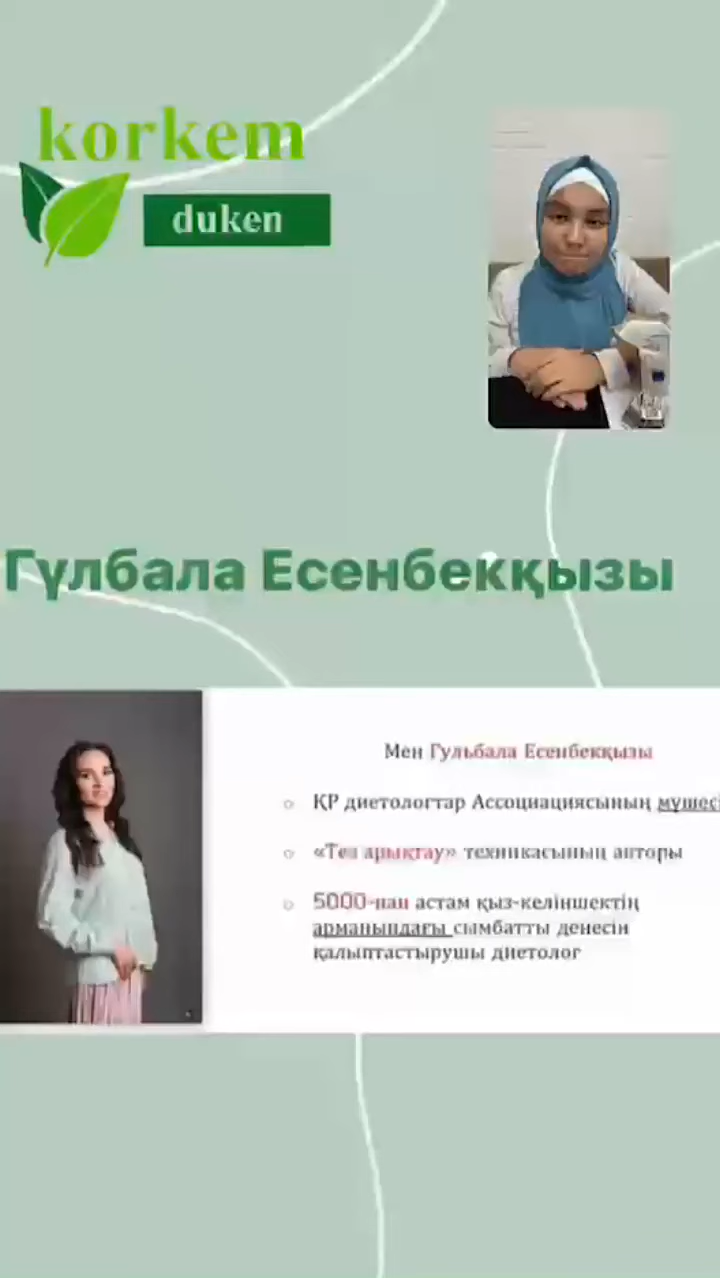 korkem
duken
Гүлбала Есенбекқызы
Мен Гульбала Есенбекқызы
ҚР диетологтар Ассоциациясының мүшесі
«Тез арықтау» техникасының авторы
5000-нан астам қыз-келіншектің
арманындағы сымбатты денесін
қалыптастырушы диетолог